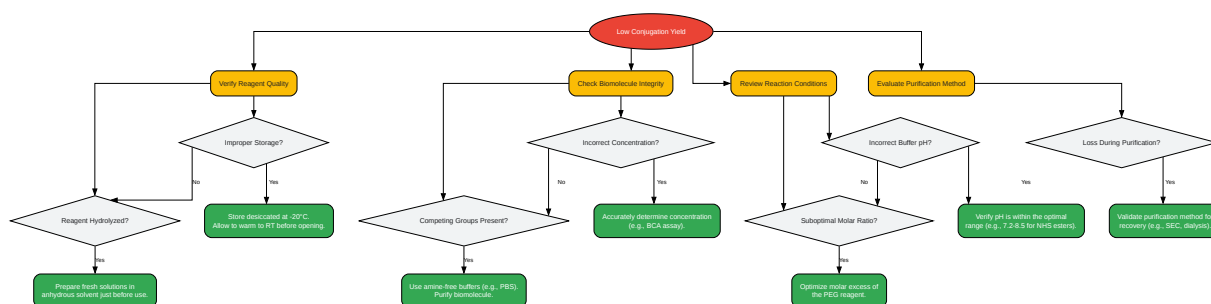 Low Conjugation Yield
Verify Reagent Quality
Check Biomolecule Integrity
Review Reaction Conditions
Evaluate Purification Method
Improper Storage?
Incorrect Concentration?
Incorrect Buffer pH?
Loss During Purification?
No
Yes
No
Yes
No
Yes
Yes
Reagent Hydrolyzed?
Store desiccated at -20°C.
Allow to warm to RT before opening.
Competing Groups Present?
Accurately determine concentration
(e.g., BCA assay).
Suboptimal Molar Ratio?
Verify pH is within the optimal
range (e.g., 7.2-8.5 for NHS esters).
Validate purification method fo
recovery (e.g., SEC, dialysis).
Yes
Yes
Yes
Prepare fresh solutions in
anhydrous solvent just before use.
Use amine-free buffers (e.g., PBS).
Purify biomolecule.
Optimize molar excess of
the PEG reagent.